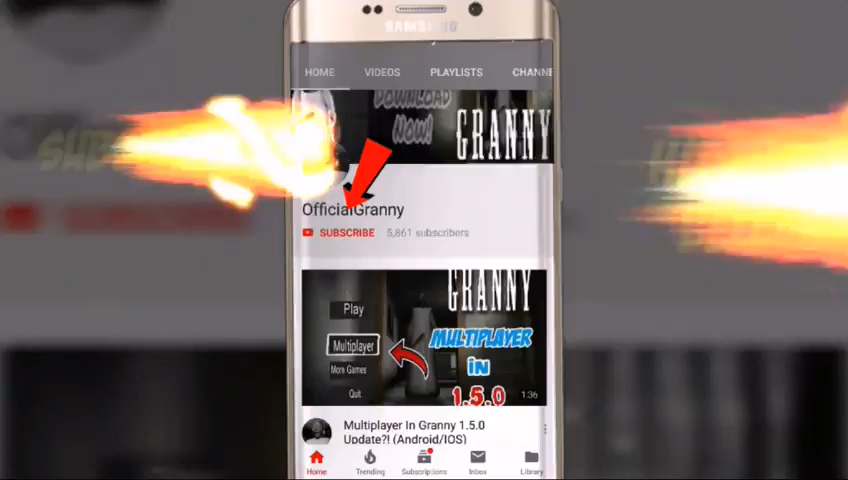 SAMSUNG
HOME VIDEOS PLAYLISTS CHANNE
DOWNLOAD
NOW!
GRANNY
OfficialGranny
SUBSCRIBE 5,861 subscribers
GRANNY
Play
Multiplayer
More Games
Quit
MULTIPLAYER
in
1.5.0
1:36
Multiplayer In Granny 1.5.0
Update?! (Android/IOS)
Home Trending Subscriptions Inbox Library